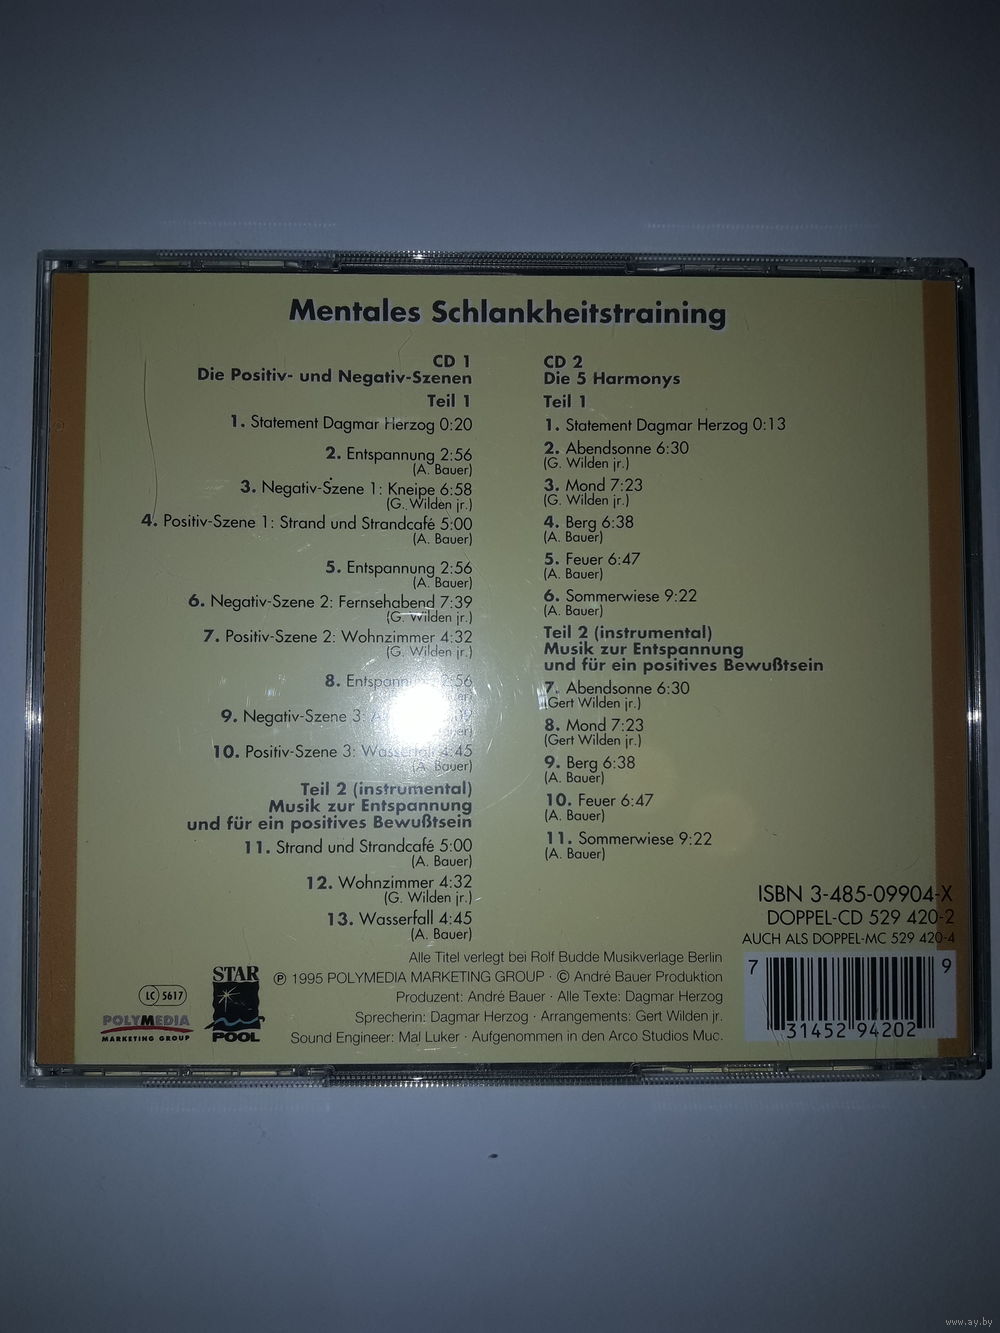 Mentales Schlankheitstraining
CD 1
Die Positiv- und Negativ-Szenen
Teil 1
1. Statement Dagmar Herzog 0:20
2. Entspannung 2:56
(A. Bauer)
3. Negativ-Szene 1: Kneipe 6:58
(G. Wilden jr.)
4. Positiv-Szene 1: Strand und Strandcafé 5:00
(A. Bauer)
5. Entspannung 2:56
(A. Bauer)
6. Negativ-Szene 2: Fernsehabend 7:39
(G. Wilden jr.)
7. Positiv-Szene 2: Wohnzimmer 4:32
(G. Wilden jr.)
8. Entspannung 2:56
9. Negativ-Szene 3:
10. Positiv-Szene 3: Wasserfall 4:45
(A. Bauer)
Teil 2 (instrumental)
Musik zur Entspannung
und für ein positives Bewußtsein
11. Strand und Strandcafé 5:00
(A. Bauer)
12. Wohnzimmer 4:32
(G. Wilden jr.)
13. Wasserfall 4:45
(A. Bauer)
CD 2
Die 5 Harmonys
Teil 1
1. Statement Dagmar Herzog 0:13
2. Abendsonne 6:30
(G. Wilden jr.)
3. Mond 7:23
(G. Wilden jr.)
4. Berg 6:38
(A. Bauer)
5. Feuer 6:47
(A. Bauer)
6. Sommerwiese 9:22
(A. Bauer)
Teil 2 (instrumental)
Musik zur Entspannung
und für ein positives Bewußtsein
7. Abendsonne 6:30
(Gert Wilden jr.)
8. Mond 7:23
(Gert Wilden jr.)
9. Berg 6:38
(A. Bauer)
10. Feuer 6:47
(A. Bauer)
11. Sommerwiese 9:22
(A. Bauer)
ISBN 3-485-09904-X
DOPPEL-CD 529 420-2
AUCH ALS DOPPEL-MC 529 420-4
7 31452 94202 9
Alle Titel verlegt bei Rolf Budde Musikverlage Berlin
℗ 1995 POLYMEDIA MARKETING GROUP · © André Bauer Produktion
Produzent: André Bauer · Alle Texte: Dagmar Herzog
Sprecherin: Dagmar Herzog · Arrangements: Gert Wilden jr.
Sound Engineer: Mal Luker · Aufgenommen in den Arco Studios Muc.
LC 5617
POLYMEDIA
MARKETING GROUP
STAR
POOL
www.ay.by